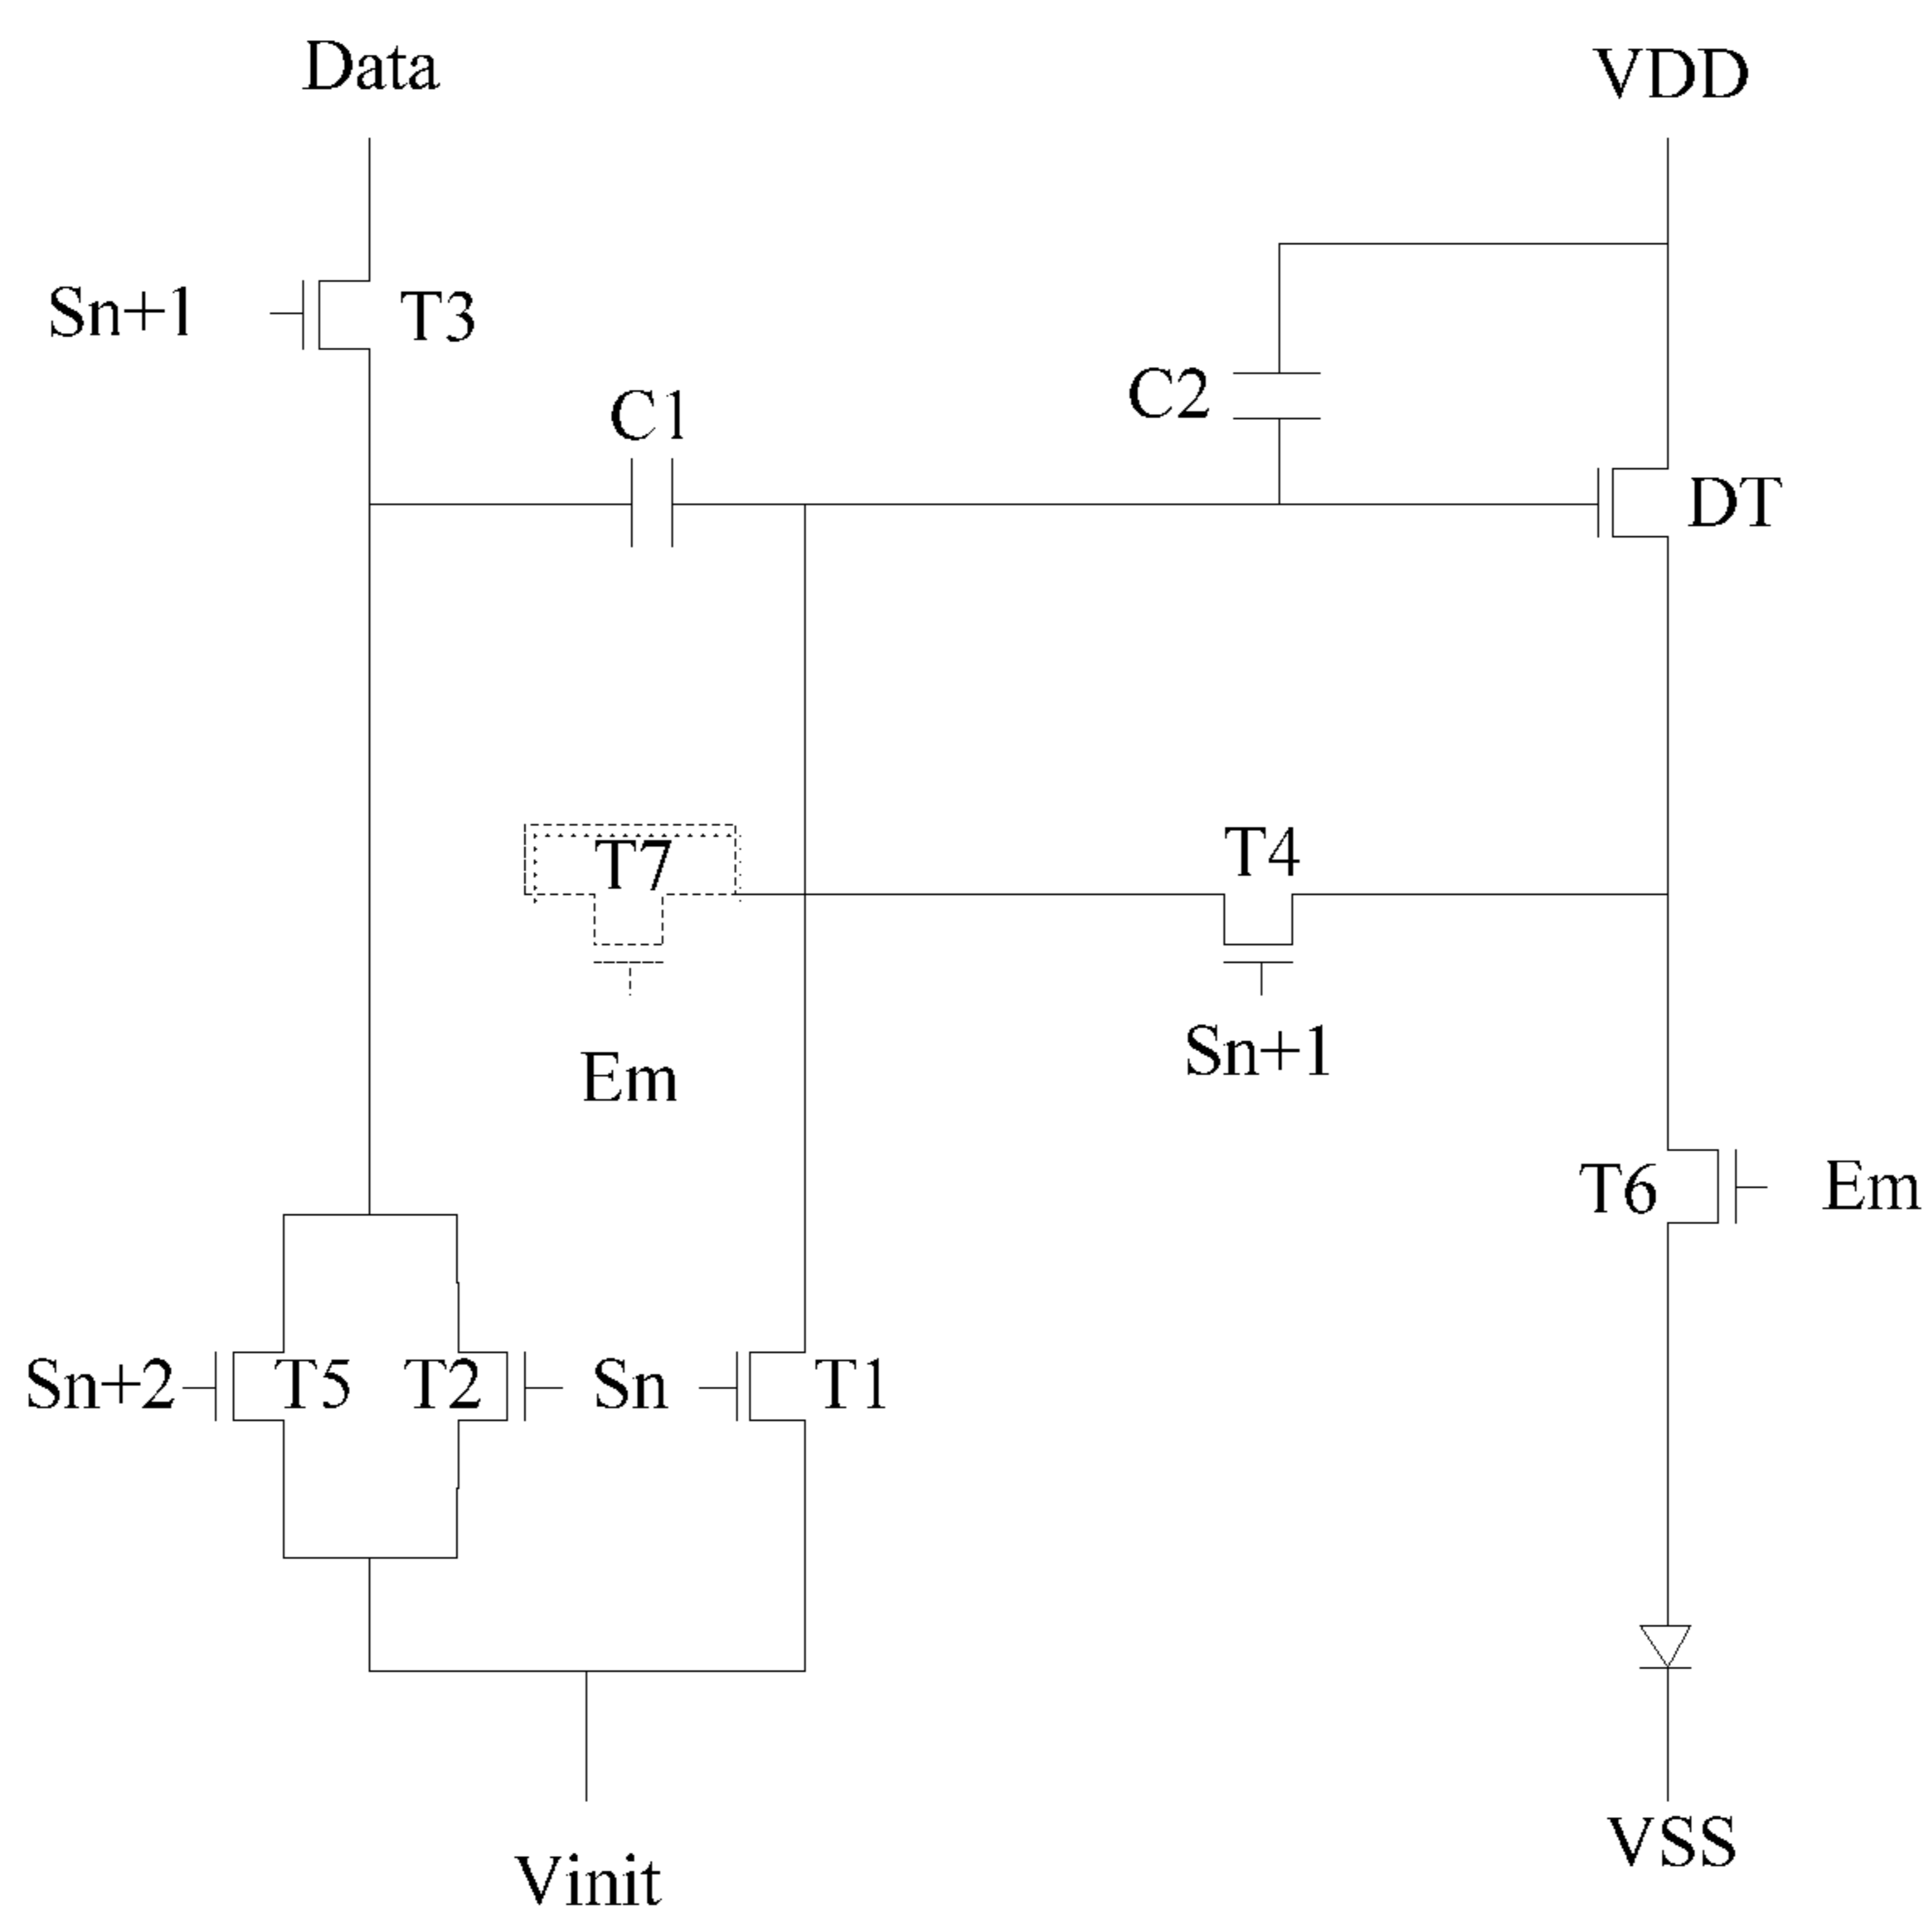 Data
VDD
Sn+1
T3
C1
C2
DT
T7
T4
Em
Sn+1
T6
Em
Sn+2
T5
T2
Sn
T1
Vinit
VSS